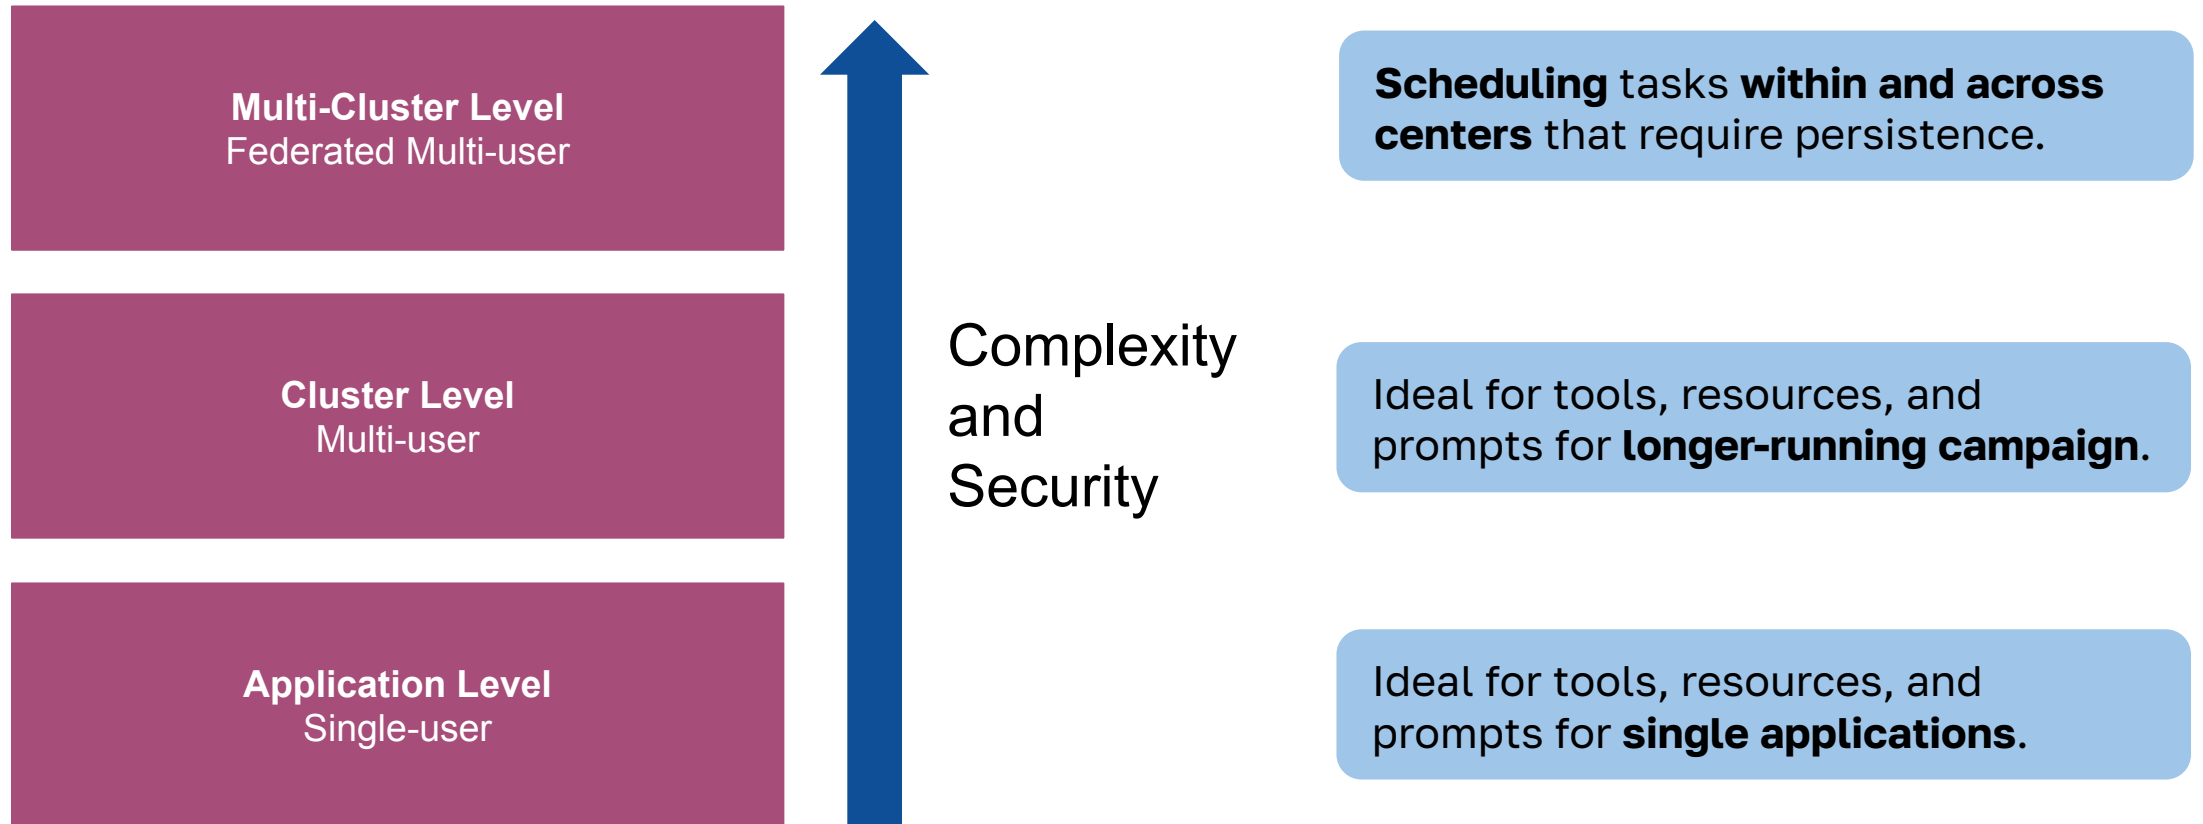 Multi-Cluster Level
Federated Multi-user
Scheduling tasks within and across
centers that require persistence.
Cluster Level
Multi-user
Complexity
and
Security
Ideal for tools, resources, and
prompts for longer-running campaign.
Application Level
Single-user
Ideal for tools, resources, and
prompts for single applications.